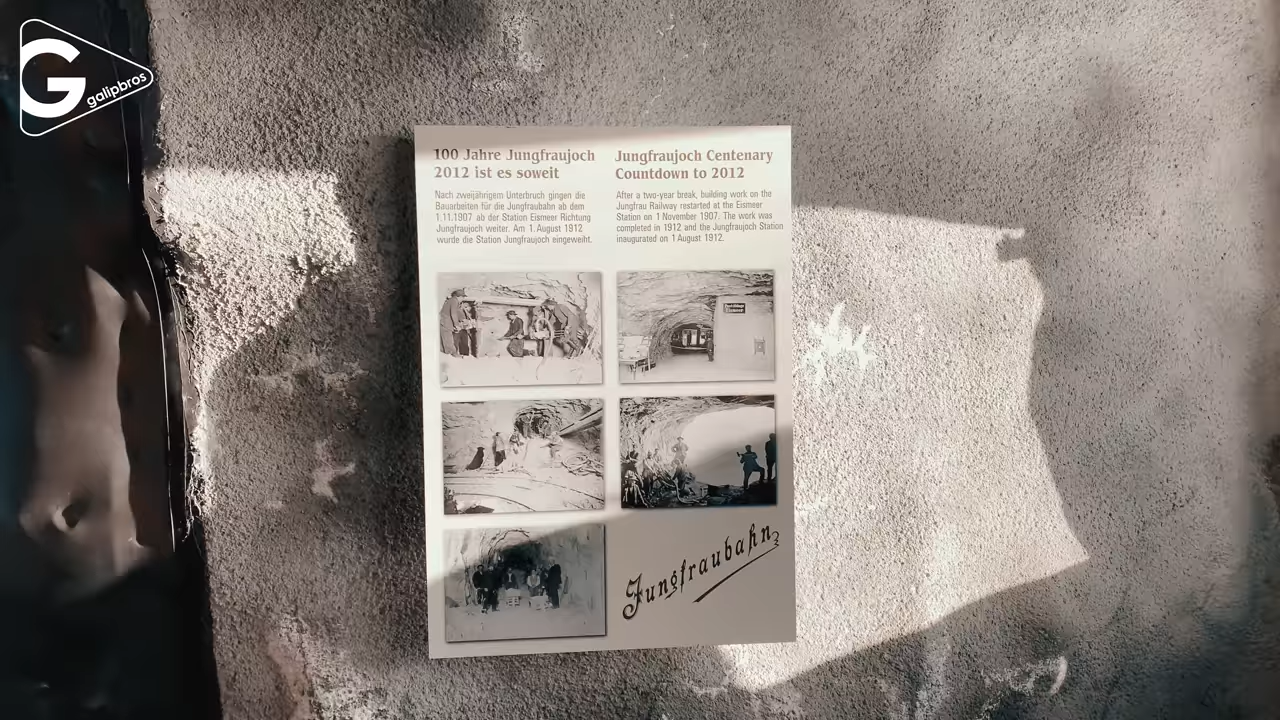 G
galipbros
100 Jahre Jungfraujoch
2012 ist es soweit
Nach zweijährigem Unterbruch gingen die
Bauarbeiten für die Jungfraubahn ab dem
1.11.1907 ab der Station Eismeer Richtung
Jungfraujoch weiter. Am 1. August 1912
wurde die Station Jungfraujoch eingeweiht.
Jungfraujoch Centenary
Countdown to 2012
After a two-year break, building work on the
Jungfrau Railway restarted at the Eismeer
Station on 1 November 1907. The work was
completed in 1912 and the Jungfraujoch Station
inaugurated on 1 August 1912.
Jungfraubahn